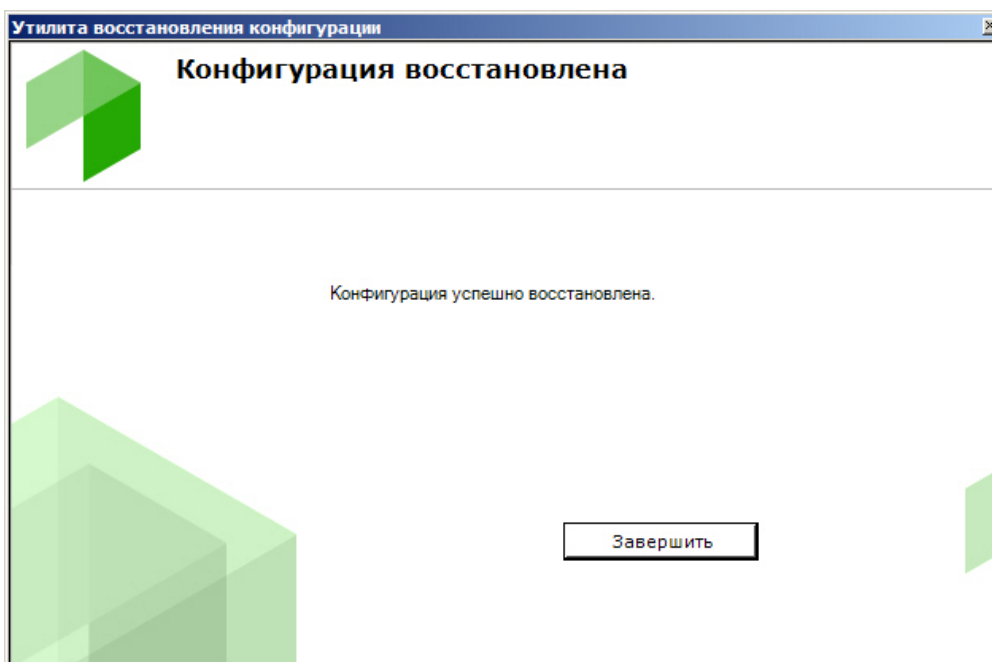 Утилита восстановления конфигурации
Конфигурация восстановлена
Конфигурация успешно восстановлена.
Завершить